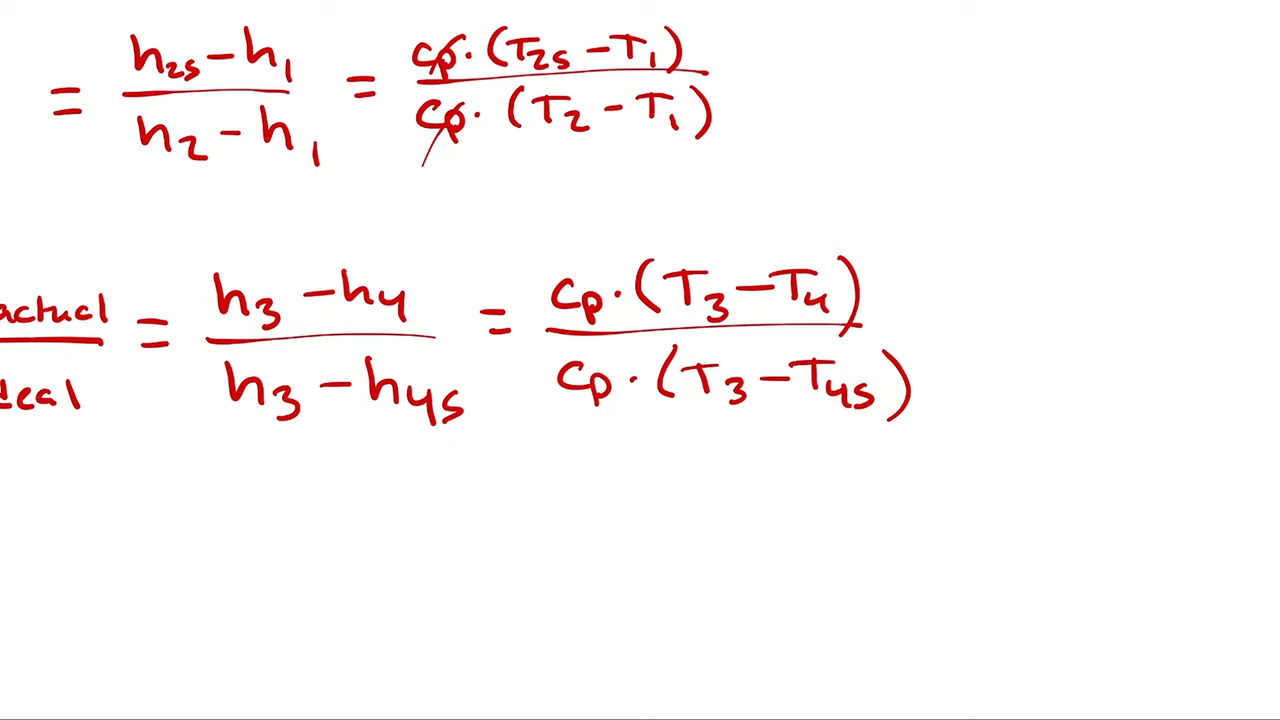 = (h2s - h1) / (h2 - h1) = cp · (T2s - T1) / cp · (T2 - T1)
actual / deal = (h3 - h4) / (h3 - h4s) = cp · (T3 - T4) / cp · (T3 - T4s)